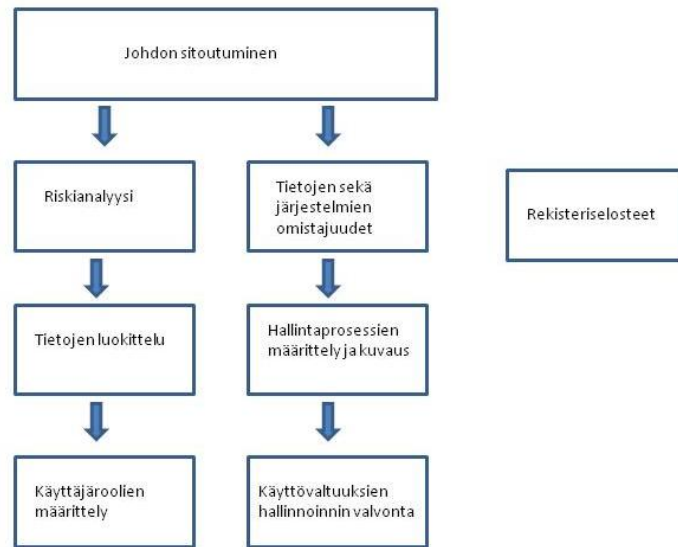 Johdon sitoutuminen
Riskianalyysi
Tietojen sekä
järjestelmien
omistajuudet
Rekisteriselosteet
Tietojen luokittelu
Hallintaprosessien
määrittely ja kuvaus
Käyttäjäroolien
määrittely
Käyttövaltuuksien
hallinnoinnin valvonta